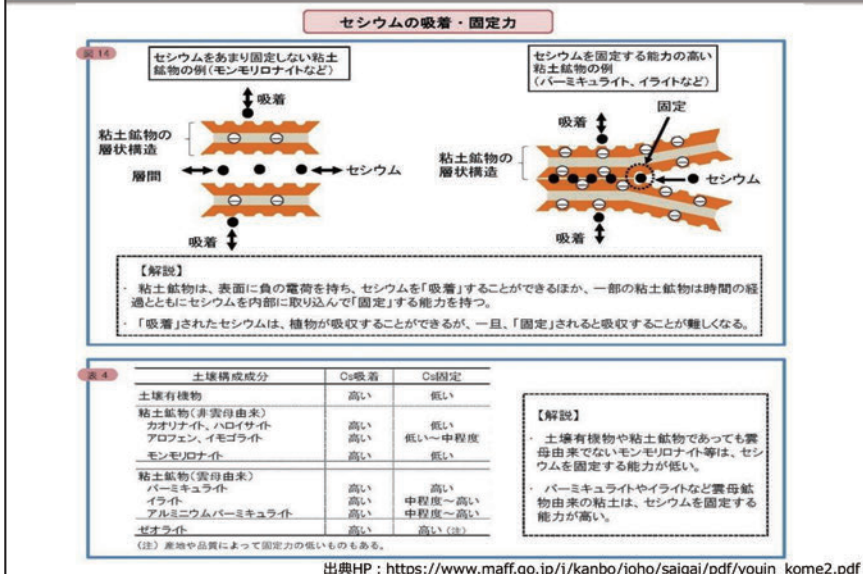 セシウムの吸着・固定力
図14
セシウムをあまり固定しない粘土
鉱物の例(モンモリロナイトなど)
吸着
粘土鉱物の
層状構造
層間
セシウム
吸着
セシウムを固定する能力の高い
粘土鉱物の例
(バーミキュライト、イライトなど)
固定
吸着
粘土鉱物の
層状構造
セシウム
吸着
【解説】
・ 粘土鉱物は、表面に負の電荷を持ち、セシウムを「吸着」することができるほか、一部の粘土鉱物は時間の経
過とともにセシウムを内部に取り込んで「固定」する能力を持つ。
・ 「吸着」されたセシウムは、植物が吸収することができるが、一旦、「固定」されると吸収することが難しくなる。
表4
土壌構成成分 Cs吸着 Cs固定
土壌有機物 高い 低い
粘土鉱物(非雲母由来)
カオリナイト、ハロイサイト 高い 低い
アロフェン、イモゴライト 高い 低い~中程度
モンモリロナイト 高い 低い
粘土鉱物(雲母由来)
バーミキュライト 高い 高い
イライト 高い 中程度~高い
アルミニウムバーミキュライト 高い 中程度~高い
ゼオライト 高い 高い(注)
(注) 産地や品質によって固定力の低いものもある。
【解説】
・ 土壌有機物や粘土鉱物であっても雲
母由来でないモンモリロナイト等は、セシ
ウムを固定する能力が低い。
・ バーミキュライトやイライトなど雲母鉱
物由来の粘土は、セシウムを固定する
能力が高い。
出典HP:https://www.maff.go.jp/j/kanbo/joho/saigai/pdf/youin_kome2.pdf